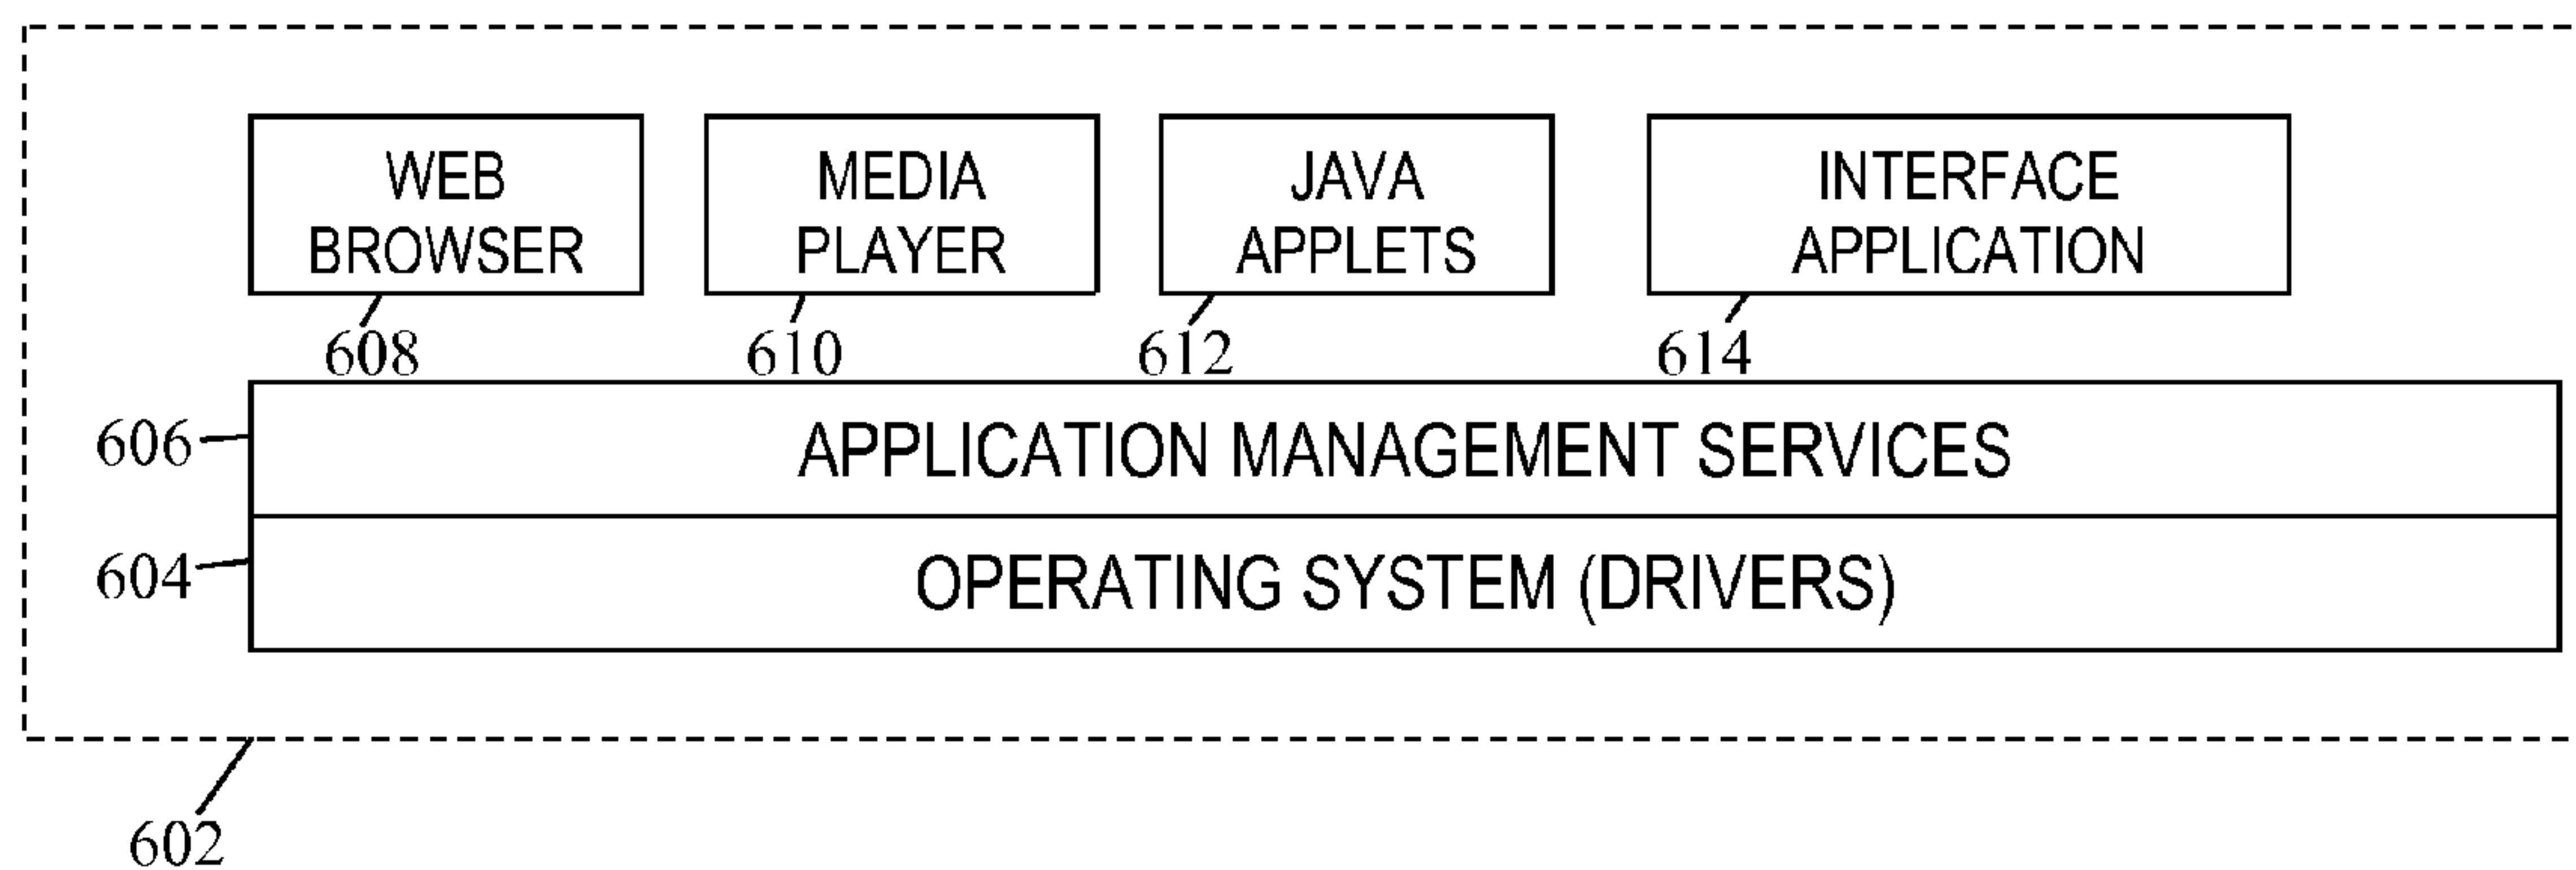 WEB
BROWSER
MEDIA
PLAYER
JAVA
APPLETS
INTERFACE
APPLICATION
608
610
612
614
606
APPLICATION MANAGEMENT SERVICES
604
OPERATING SYSTEM (DRIVERS)
602